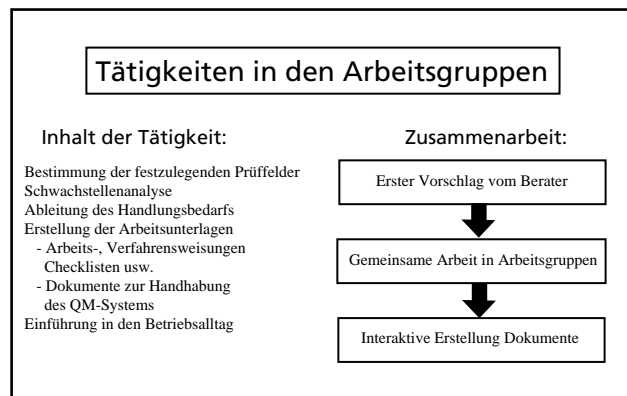 Tätigkeiten in den Arbeitsgruppen
Inhalt der Tätigkeit:
Bestimmung der festzulegenden Prüffelder
Schwachstellenanalyse
Ableitung des Handlungsbedarfs
Erstellung der Arbeitsunterlagen
- Arbeits-, Verfahrensweisungen
Checklisten usw.
- Dokumente zur Handhabung
des QM-Systems
Einführung in den Betriebsalltag
Zusammenarbeit:
Erster Vorschlag vom Berater
Gemeinsame Arbeit in Arbeitsgruppen
Interaktive Erstellung Dokumente